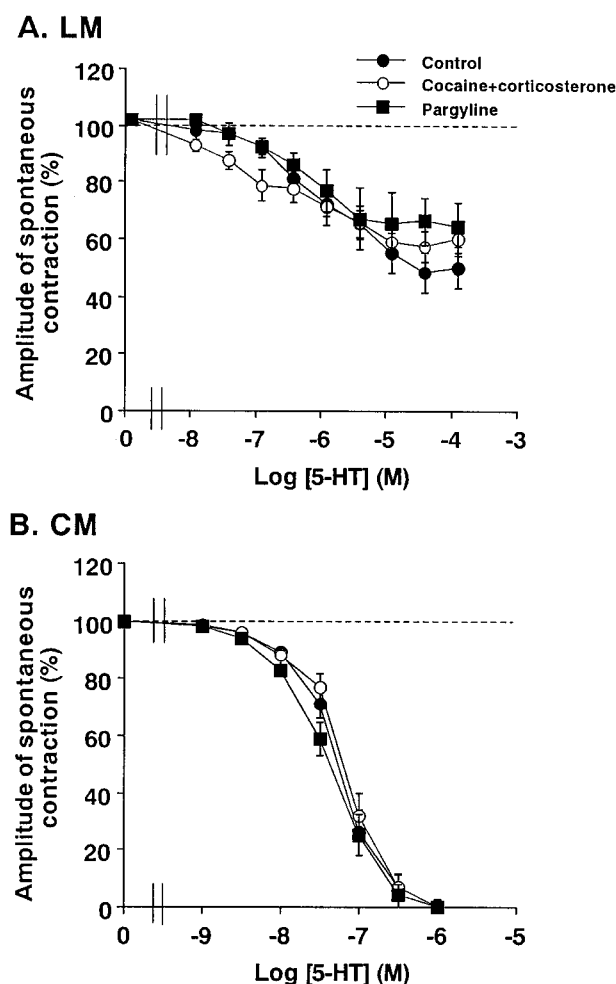 A. LM
Control
Cocaine+corticosterone
Pargyline
120
100
80
60
40
20
0
Amplitude of spontaneous
contraction (%)
0 -8 -7 -6 -5 -4 -3
Log [5-HT] (M)
B. CM
120
100
80
60
40
20
0
Amplitude of spontaneous
contraction (%)
0 -9 -8 -7 -6 -5
Log [5-HT] (M)